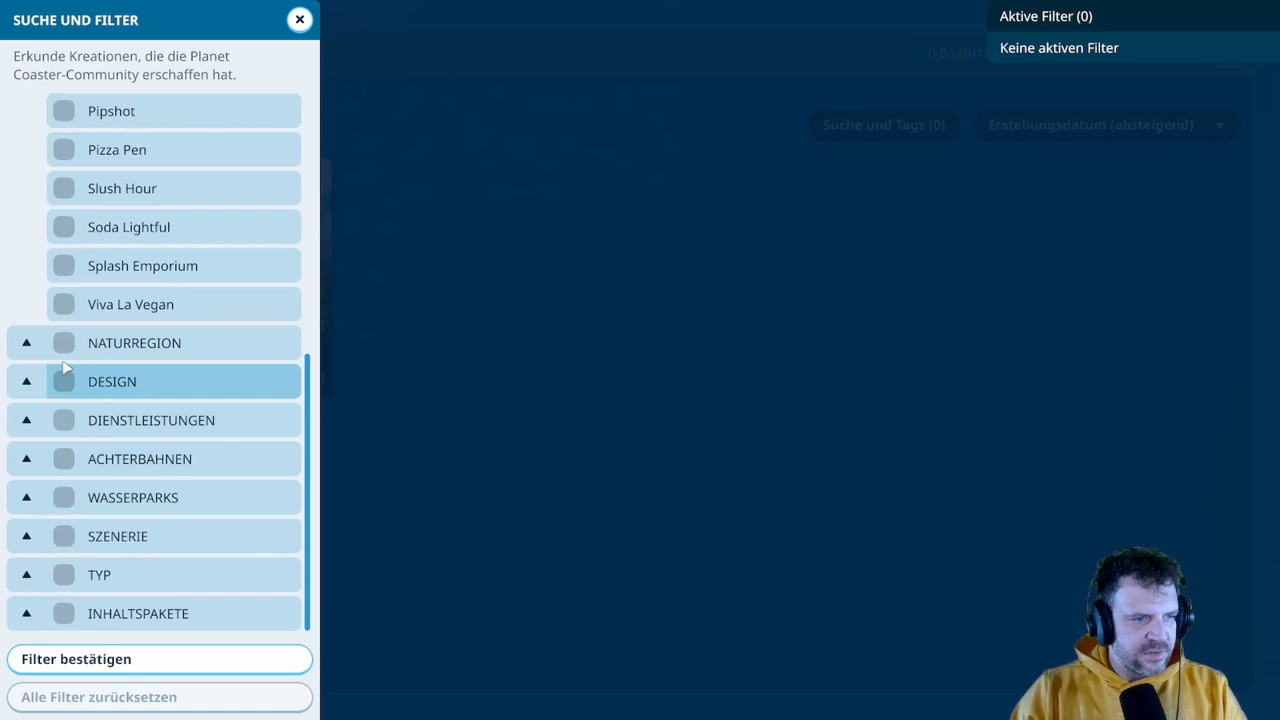 SUCHE UND FILTER
Erkunde Kreationen, die die Planet
Coaster-Community erschaffen hat.
Pipshot
Pizza Pen
Slush Hour
Soda Lightful
Splash Emporium
Viva La Vegan
NATURREGION
DESIGN
DIENSTLEISTUNGEN
ACHTERBAHNEN
WASSERPARKS
SZENERIE
TYP
INHALTSPAKETE
Filter bestätigen
Alle Filter zurücksetzen
Aktive Filter (0)
Keine aktiven Filter
Suche und Tags (0)
Erstellungsdatum (absteigend)